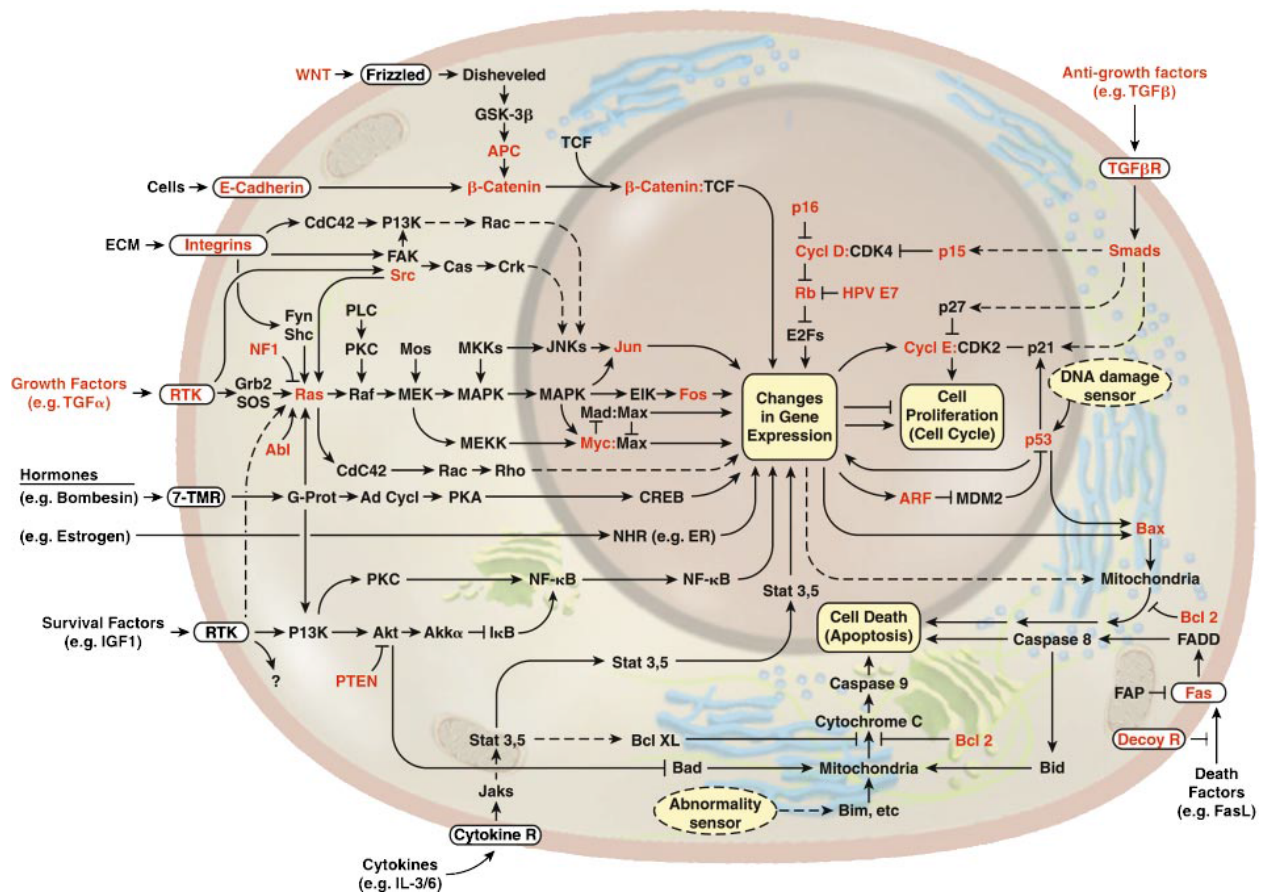 WNT
Frizzled
Disheveled
GSK-3β
APC
TCF
Cells
E-Cadherin
β-Catenin
β-Catenin:TCF
Anti-growth factors
(e.g. TGFβ)
TGFβR
Smads
CdC42
P13K
Rac
ECM
Integrins
FAK
Src
Cas
Crk
p16
Cycl D:CDK4
p15
Rb
HPV E7
E2Fs
p27
Cycl E:CDK2
p21
DNA damage
sensor
Fyn
Shc
PLC
NF1
PKC
Mos
MKKs
JNKs
Jun
Growth Factors
(e.g. TGFα)
RTK
Grb2
SOS
Ras
Raf
MEK
MAPK
MAPK
ElK
Fos
Mad:Max
Changes
in Gene
Expression
Cell
Proliferation
(Cell Cycle)
p53
Abl
MEKK
Myc:Max
CdC42
Rac
Rho
Hormones
(e.g. Bombesin)
7-TMR
G-Prot
Ad Cycl
PKA
CREB
ARF
MDM2
(e.g. Estrogen)
NHR (e.g. ER)
Bax
PKC
NF-κB
NF-κB
Stat 3,5
Mitochondria
Survival Factors
(e.g. IGF1)
RTK
P13K
Akt
Akkα
IκB
Cell Death
(Apoptosis)
Caspase 8
Bcl 2
FADD
?
PTEN
Stat 3,5
Caspase 9
FAP
Fas
Cytochrome C
Stat 3,5
Bcl XL
Bcl 2
Decoy R
Bad
Mitochondria
Bid
Death
Factors
(e.g. FasL)
Jaks
Abnormality
sensor
Bim, etc
Cytokine R
Cytokines
(e.g. IL-3/6)